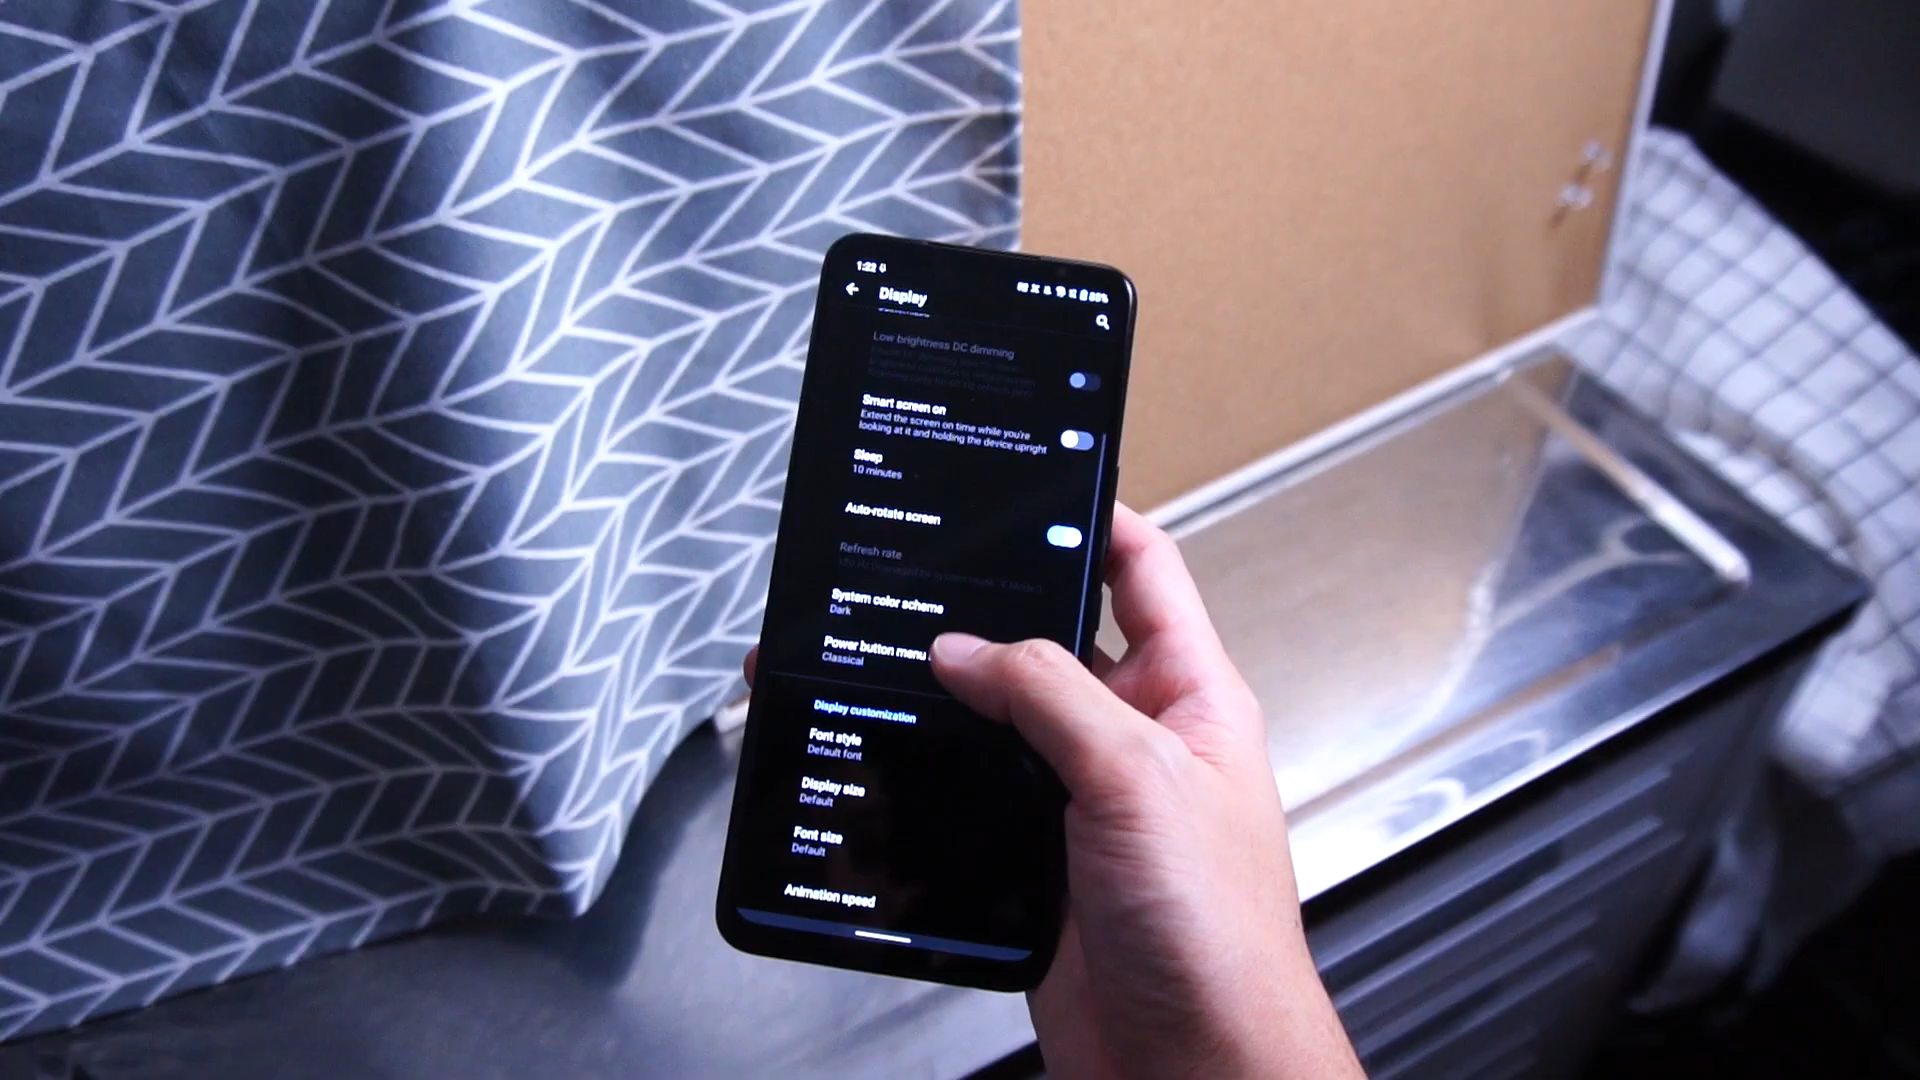 1:22
88%
Display
Low brightness DC dimming
Smart screen on
Extend the screen on time while you're
looking at it and holding the device upright
Sleep
10 minutes
Auto-rotate screen
Refresh rate
System color scheme
Dark
Power button menu
Classical
Display customization
Font style
Default font
Display size
Default
Font size
Default
Animation speed